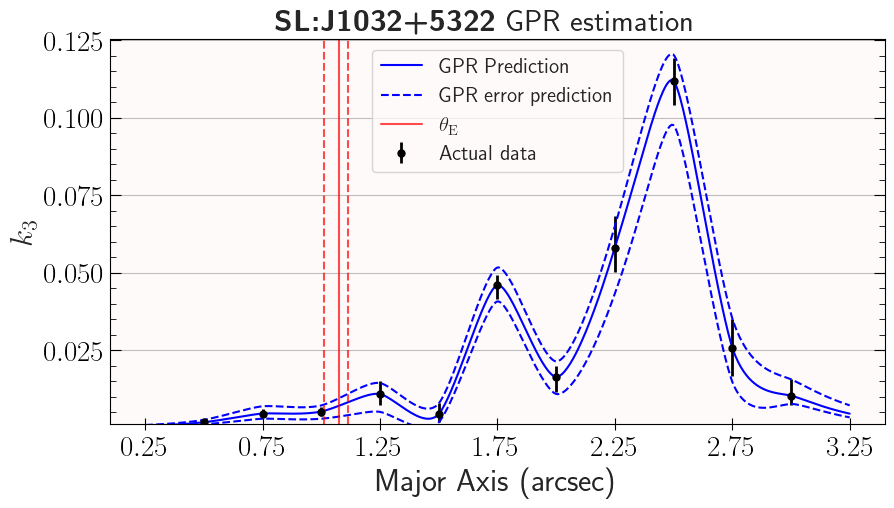 SL:J1032+5322 GPR estimation
0.125
0.100
0.075
0.050
0.025
k₃
GPR Prediction
GPR error prediction
θ_E
Actual data
0.25 0.75 1.25 1.75 2.25 2.75 3.25
Major Axis (arcsec)